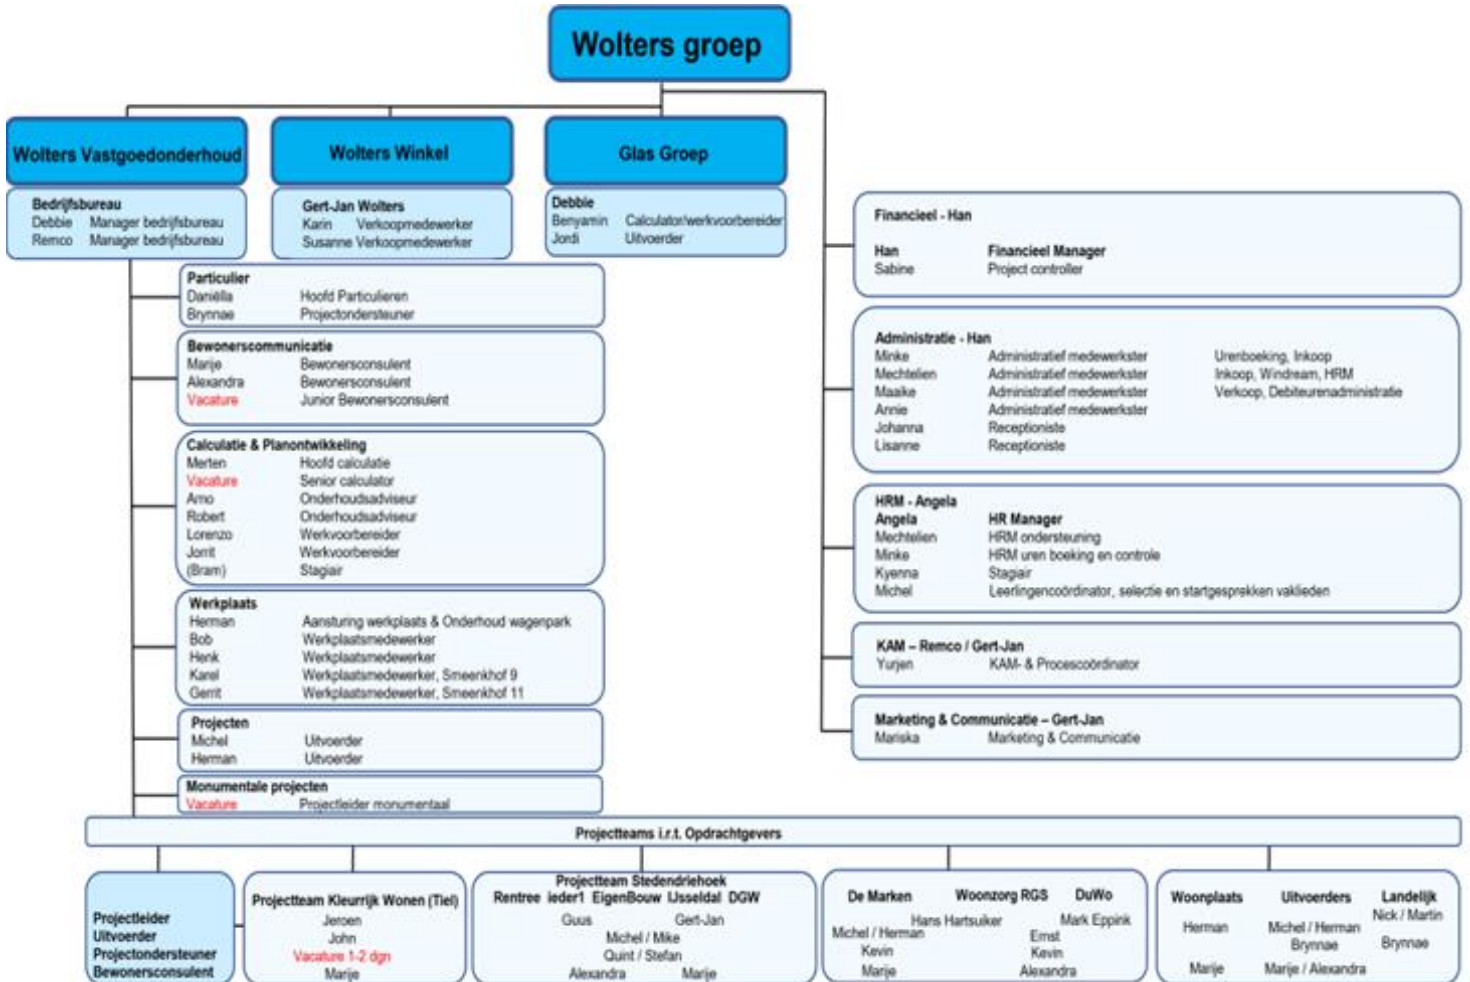 Wolters groep
Wolters Vastgoedonderhoud
Wolters Winkel
Glas Groep
Bedrijfsbureau
Debbie Manager bedrijfsbureau
Remco Manager bedrijfsbureau
Gert-Jan Wolters
Karin Verkoopmedewerker
Susanne Verkoopmedewerker
Debbie
Benyamin Calculator/werkvoorbereider
Jordi Uitvoerder
Particulier
Daniëlla Hoofd Particulieren
Brynnae Projectondersteuner
Bewonerscommunicatie
Marije Bewonersconsulent
Alexandra Bewonersconsulent
Vacature Junior Bewonersconsulent
Calculatie & Planontwikkeling
Merten Hoofd calculatie
Vacature Senior calculator
Arno Onderhoudsadviseur
Robert Onderhoudsadviseur
Lorenzo Werkvoorbereider
Jorrit Werkvoorbereider
(Bram) Stagiair
Werkplaats
Herman Aansturing werkplaats & Onderhoud wagenpark
Bob Werkplaatsmedewerker
Henk Werkplaatsmedewerker
Karel Werkplaatsmedewerker, Smeenkhof 9
Gerrit Werkplaatsmedewerker, Smeenkhof 11
Projecten
Michel Uitvoerder
Herman Uitvoerder
Monumentale projecten
Vacature Projectleider monumentaal
Financieel - Han
Han Financieel Manager
Sabine Project controller
Administratie - Han
Minke Administratief medewerkster Urenboeking, Inkoop
Mechtelien Administratief medewerkster Inkoop, Windream, HRM
Maaike Administratief medewerkster Verkoop, Debiteurenadministratie
Annie Administratief medewerkster
Johanna Receptioniste
Lisanne Receptioniste
HRM - Angela
Angela HR Manager
Mechtelien HRM ondersteuning
Minke HRM uren boeking en controle
Kyenna Stagiair
Michel Leerlingencoördinator, selectie en startgesprekken vaklieden
KAM – Remco / Gert-Jan
Yurjen KAM- & Procescoördinator
Marketing & Communicatie – Gert-Jan
Mariska Marketing & Communicatie
Projectteams i.r.t. Opdrachtgevers
Projectleider
Uitvoerder
Projectondersteuner
Bewonersconsulent
Projectteam Kleurrijk Wonen (Tiel)
Jeroen
John
Vacature 1-2 dgn
Marije
Projectteam Stedendriehoek
Rentree ieder1 EigenBouw IJsseldal DGW
Guus Gert-Jan
Michel / Mike
Quint / Stefan
Alexandra Marije
De Marken Woonzorg RGS DuWo
Hans Hartsuiker Mark Eppink
Michel / Herman Ernst
Kevin Kevin
Marije Alexandra
Woonplaats Uitvoerders Landelijk
Nick / Martin
Herman Michel / Herman
Brynnae Brynnae
Marije Marije / Alexandra